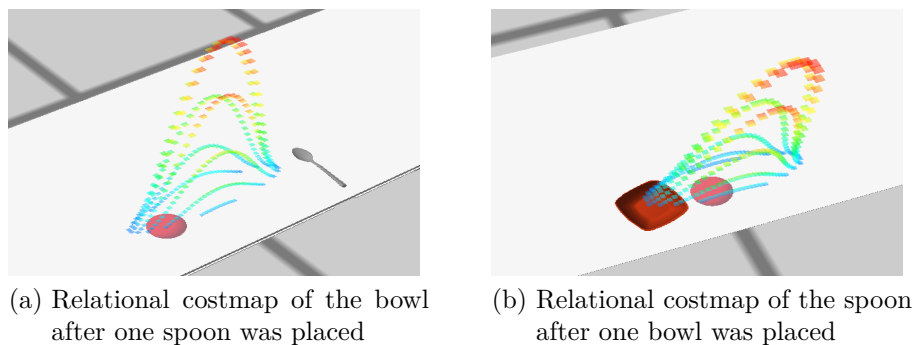 (a) Relational costmap of the bowl
after one spoon was placed
(b) Relational costmap of the spoon
after one bowl was placed